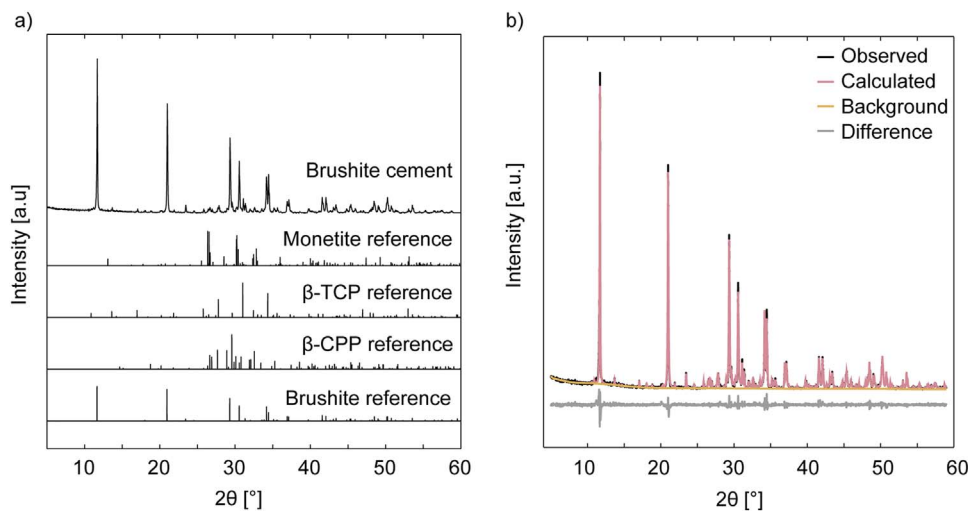 a)
Intensity [a.u]
Brushite cement
Monetite reference
β-TCP reference
β-CPP reference
Brushite reference
10 20 30 40 50 60
2θ [°]
b)
Intensity [a.u.]
Observed
Calculated
Background
Difference
10 20 30 40 50 60
2θ [°]